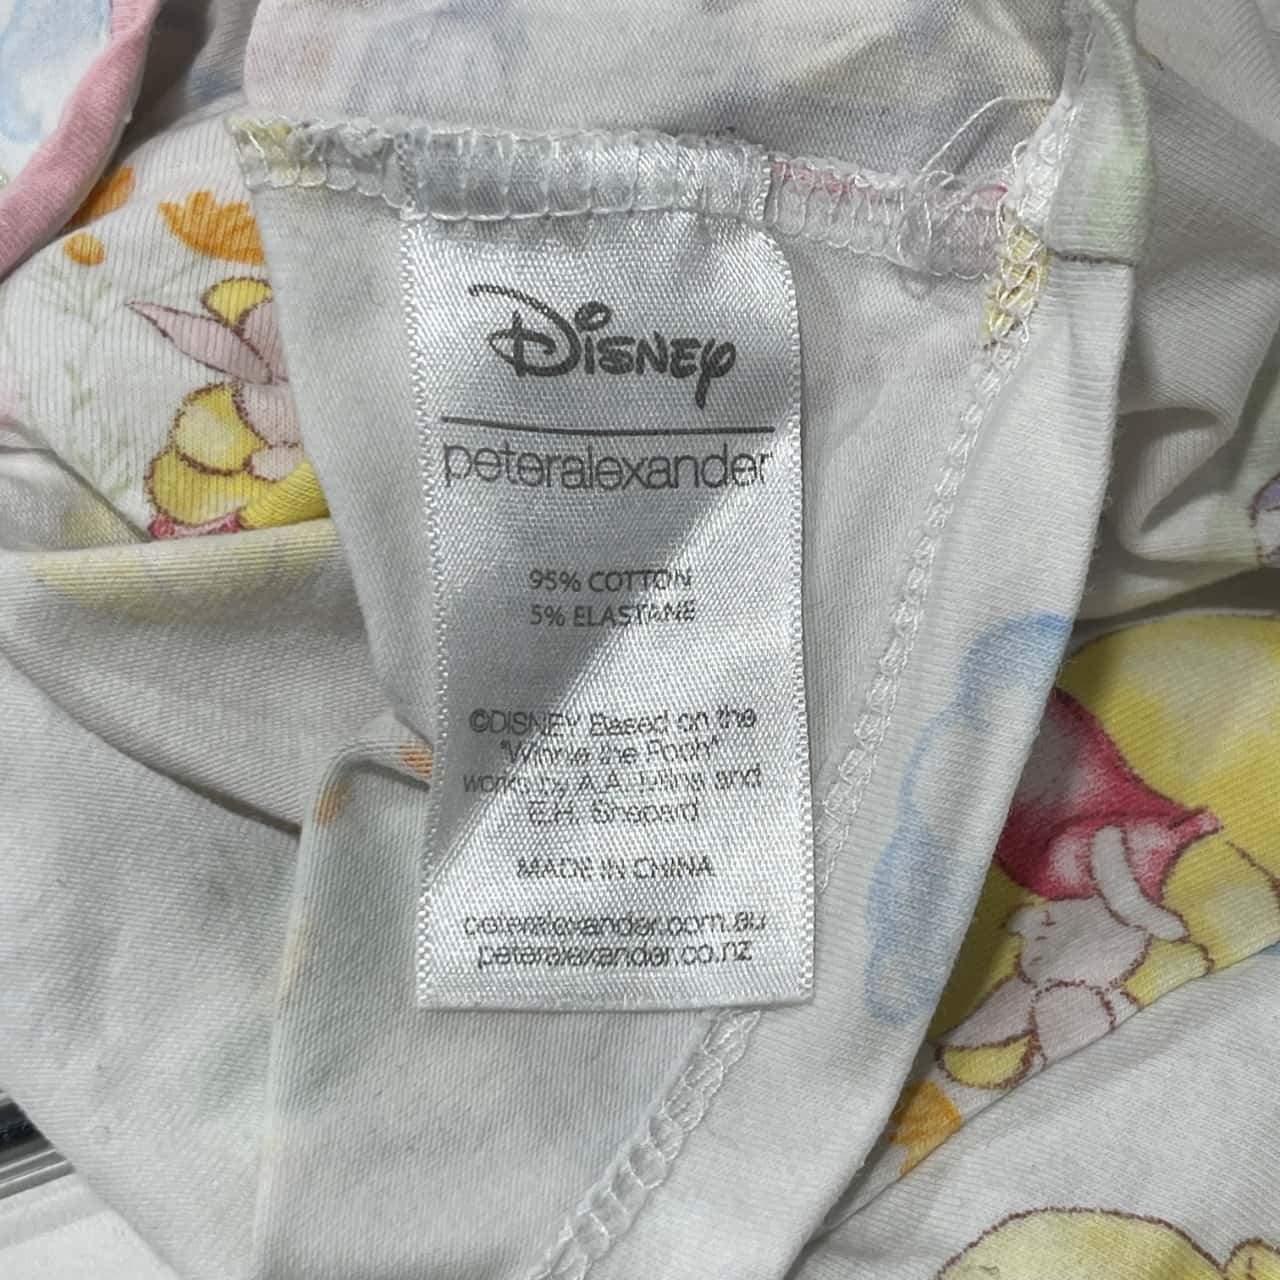 Disney
peteralexander
95% COTTON
5% ELASTANE
©DISNEY Based on the
"Winnie the Pooh"
works by A.A. Milne and
E.H. Shepard
MADE IN CHINA
peteralexander.com.au
peteralexander.co.nz